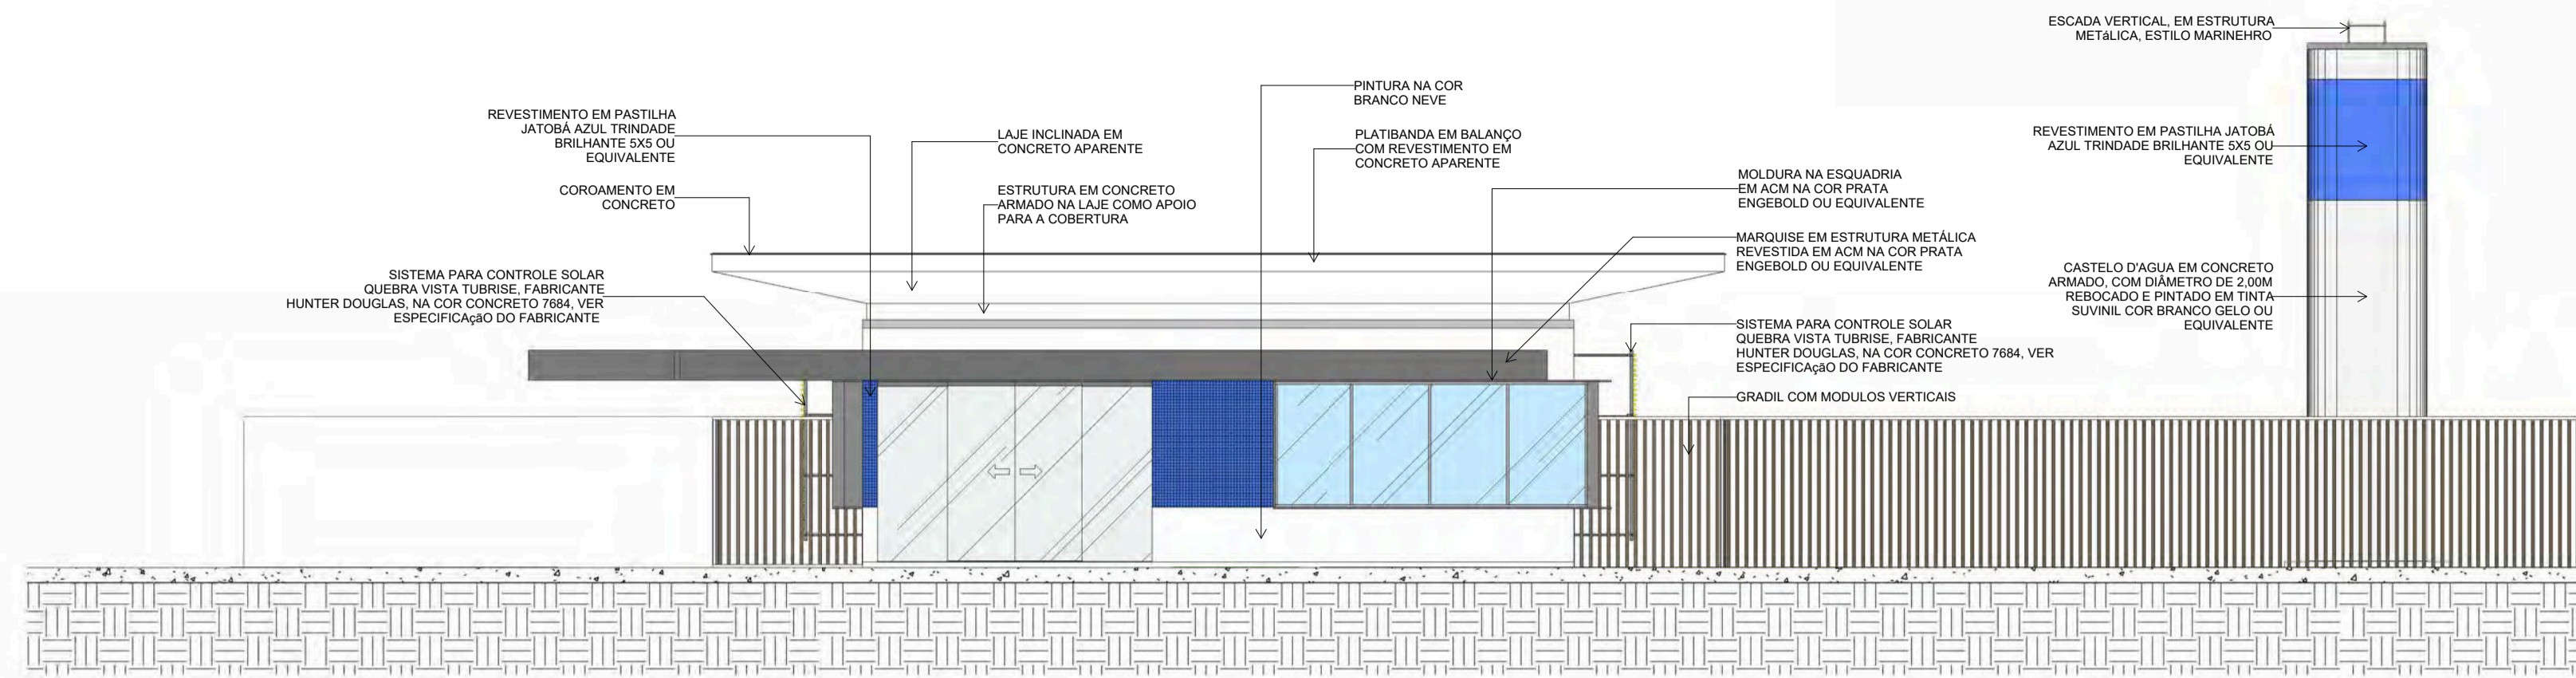 ESCADA VERTICAL, EM ESTRUTURA
METáLICA, ESTILO MARINEHRO
PINTURA NA COR
BRANCO NEVE
REVESTIMENTO EM PASTILHA
JATOBÁ AZUL TRINDADE
BRILHANTE 5X5 OU
EQUIVALENTE
LAJE INCLINADA EM
CONCRETO APARENTE
PLATIBANDA EM BALANÇO
COM REVESTIMENTO EM
CONCRETO APARENTE
REVESTIMENTO EM PASTILHA JATOBÁ
AZUL TRINDADE BRILHANTE 5X5 OU
EQUIVALENTE
MOLDURA NA ESQUADRIA
EM ACM NA COR PRATA
ENGEBOLD OU EQUIVALENTE
COROAMENTO EM
CONCRETO
ESTRUTURA EM CONCRETO
ARMADO NA LAJE COMO APOIO
PARA A COBERTURA
MARQUISE EM ESTRUTURA METÁLICA
REVESTIDA EM ACM NA COR PRATA
ENGEBOLD OU EQUIVALENTE
SISTEMA PARA CONTROLE SOLAR
QUEBRA VISTA TUBRISE, FABRICANTE
HUNTER DOUGLAS, NA COR CONCRETO 7684, VER
ESPECIFICAçãO DO FABRICANTE
CASTELO D'AGUA EM CONCRETO
ARMADO, COM DIÂMETRO DE 2,00M
REBOCADO E PINTADO EM TINTA
SUVINIL COR BRANCO GELO OU
EQUIVALENTE
SISTEMA PARA CONTROLE SOLAR
QUEBRA VISTA TUBRISE, FABRICANTE
HUNTER DOUGLAS, NA COR CONCRETO 7684, VER
ESPECIFICAçãO DO FABRICANTE
GRADIL COM MODULOS VERTICAIS